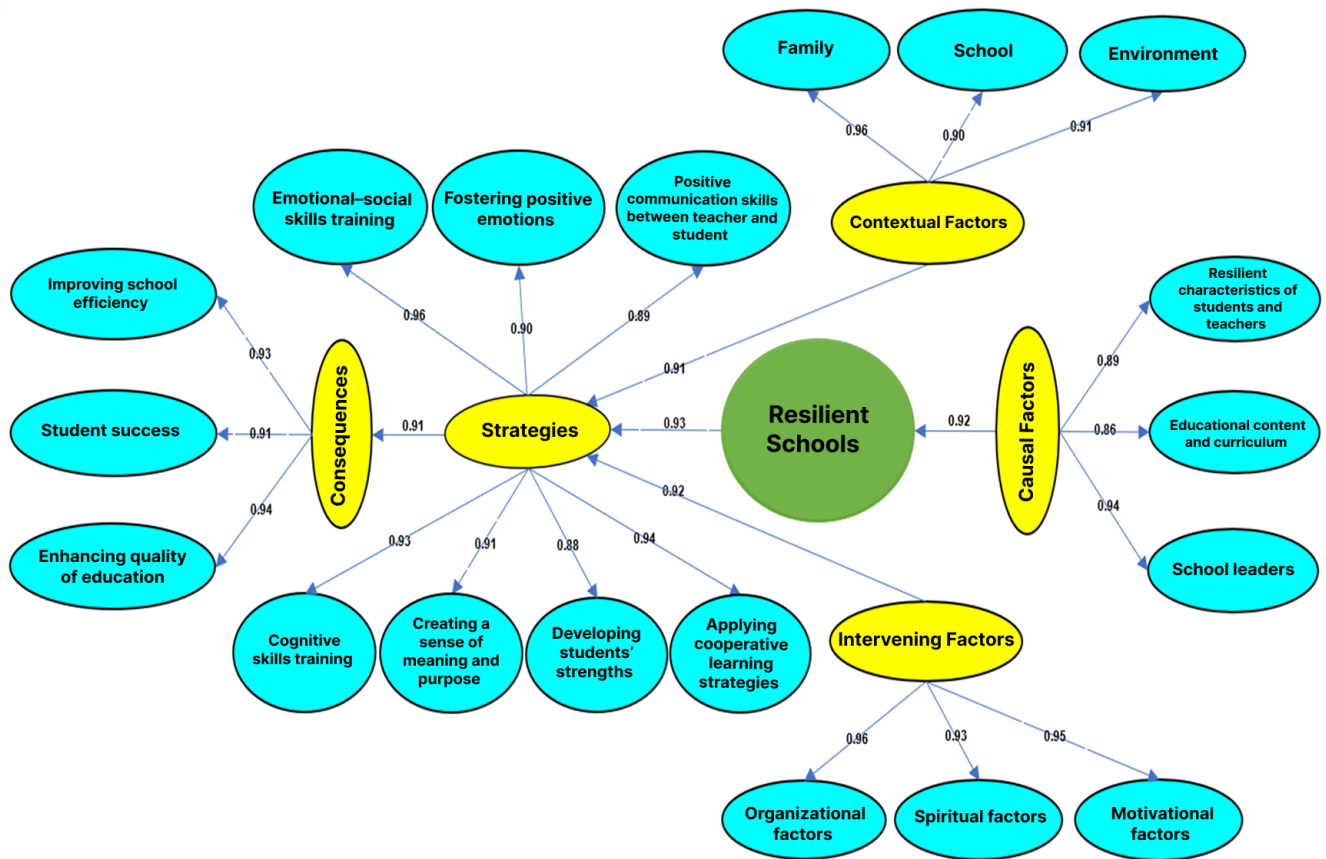 Family
School
Environment
0.96
0.90
0.91
Contextual Factors
Emotional–social
skills training
Fostering positive
emotions
Positive
communication skills
between teacher and
student
0.96
0.90
0.89
0.91
Improving school
efficiency
Student success
Enhancing quality
of education
0.93
0.91
0.94
Consequences
0.91
Strategies
0.93
Resilient
Schools
0.92
Causal Factors
0.89
0.86
0.94
Resilient
characteristics of
students and
teachers
Educational content
and curriculum
School leaders
0.92
0.93
0.91
0.88
0.94
Cognitive
skills training
Creating a
sense of
meaning and
purpose
Developing
students’
strengths
Applying
cooperative
learning
strategies
Intervening Factors
0.96
0.93
0.95
Organizational
factors
Spiritual factors
Motivational
factors